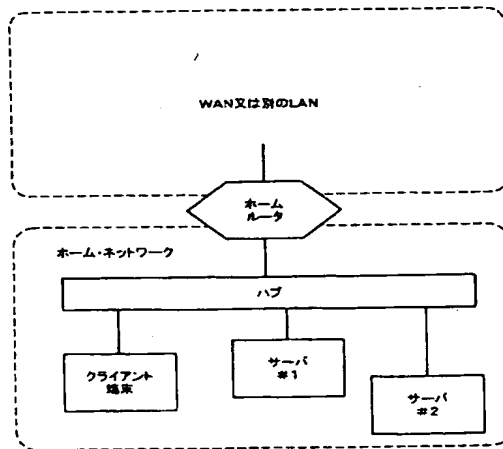 WAN又は別のLAN
ホーム
ルータ
ホーム・ネットワーク
ハブ
クライアント
端末
サーバ
#1
サーバ
#2